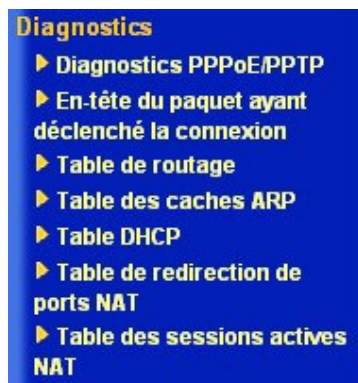 Diagnostics
Diagnostics PPPoE/PPTP
En-tête du paquet ayant
déclenché la connexion
Table de routage
Table des caches ARP
Table DHCP
Table de redirection de
ports NAT
Table des sessions actives
NAT